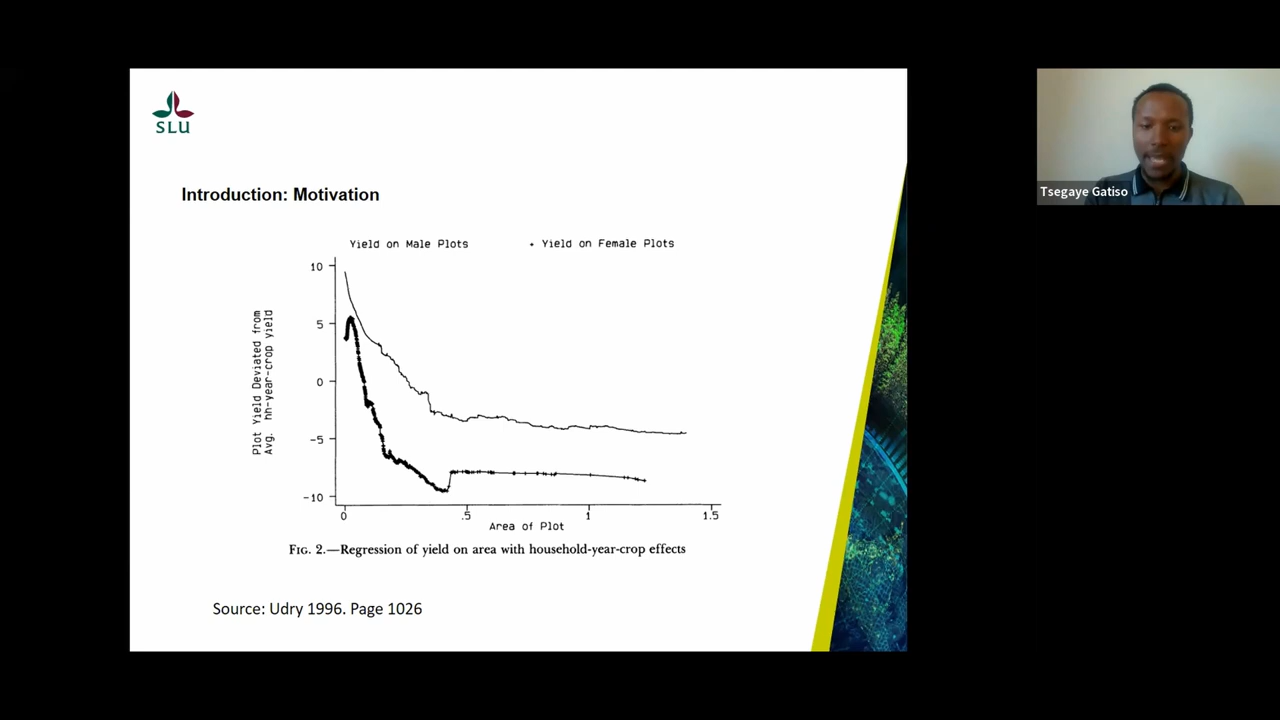 SLU
Introduction: Motivation
Yield on Male Plots
+ Yield on Female Plots
Plot Yield Deviated from
Avg. hh-year-crop yield
10
5
0
-5
-10
0
.5
1
1.5
Area of Plot
FIG. 2.—Regression of yield on area with household-year-crop effects
Source: Udry 1996. Page 1026
Tsegaye Gatiso